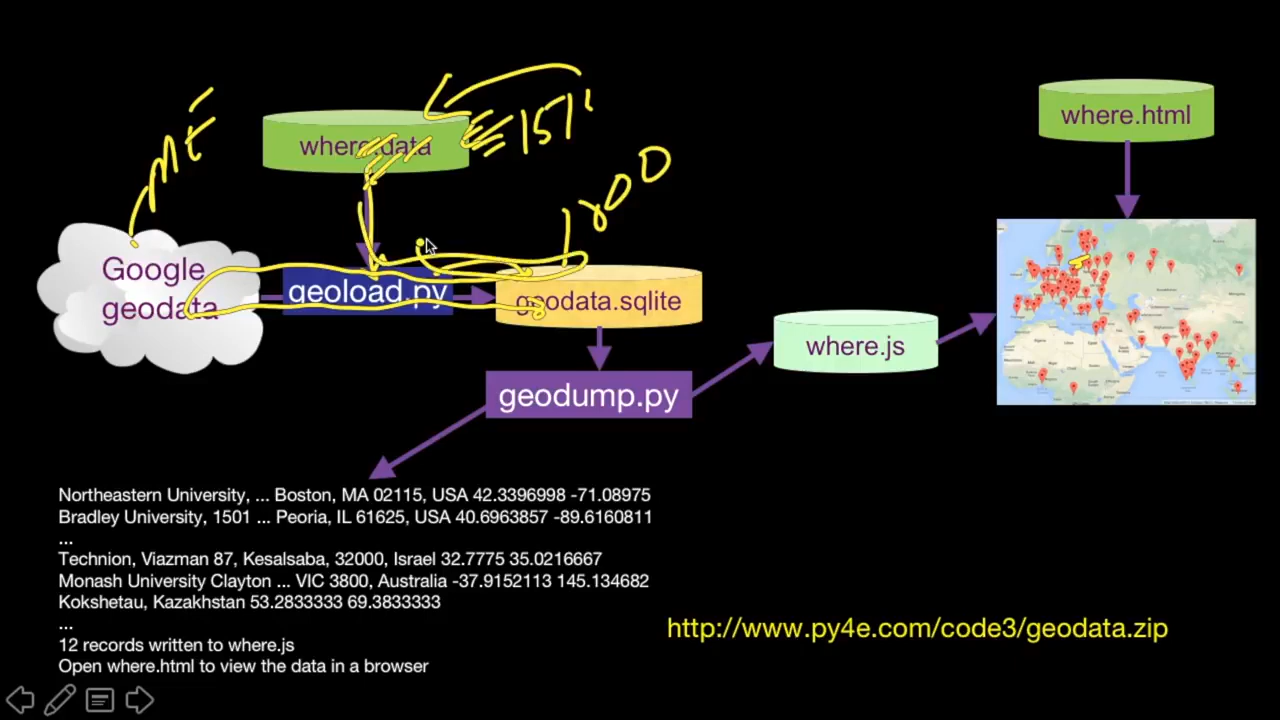 where.html
where.data
Google
geodata
geoload.py
geodata.sqlite
where.js
geodump.py
Northeastern University, ... Boston, MA 02115, USA 42.3396998 -71.08975
Bradley University, 1501 ... Peoria, IL 61625, USA 40.6963857 -89.6160811
...
Technion, Viazman 87, Kesalsaba, 32000, Israel 32.7775 35.0216667
Monash University Clayton ... VIC 3800, Australia -37.9152113 145.134682
Kokshetau, Kazakhstan 53.2833333 69.3833333
...
12 records written to where.js
Open where.html to view the data in a browser
http://www.py4e.com/code3/geodata.zip